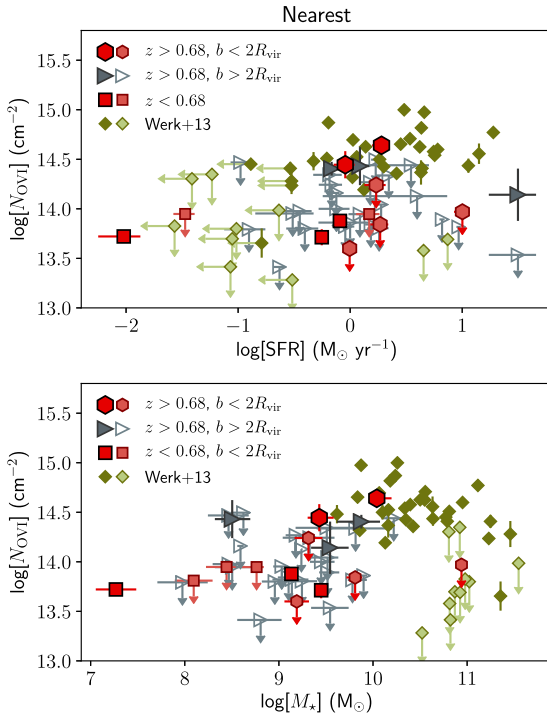 Nearest
15.5
15.0
14.5
14.0
13.5
13.0
log[N_OVI] (cm⁻²)
z > 0.68, b < 2R_vir
z > 0.68, b > 2R_vir
z < 0.68
Werk+13
−2 −1 0 1
log[SFR] (M_⊙ yr⁻¹)
15.5
15.0
14.5
14.0
13.5
13.0
log[N_OVI] (cm⁻²)
z > 0.68, b < 2R_vir
z > 0.68, b > 2R_vir
z < 0.68, b < 2R_vir
Werk+13
7 8 9 10 11
log[M_⋆] (M_⊙)